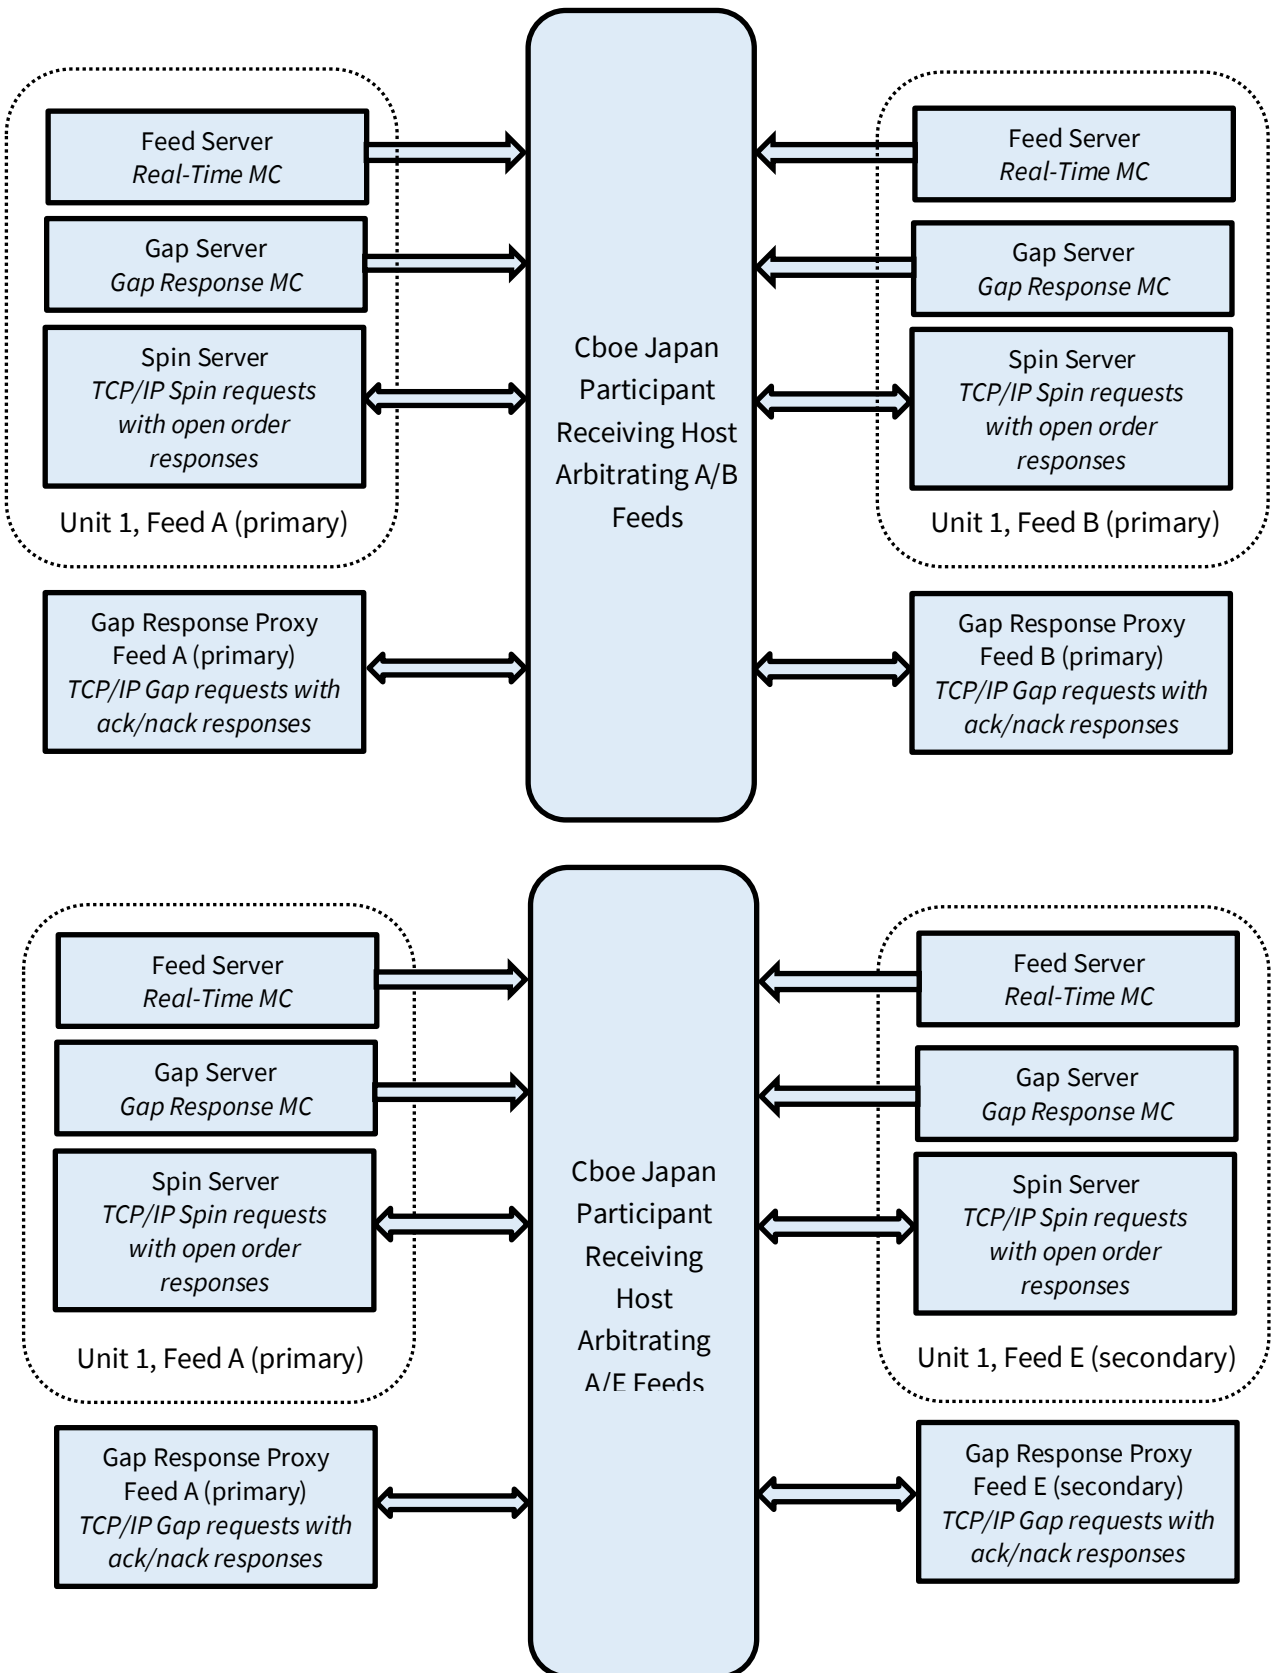 Feed Server
Real-Time MC
Gap Server
Gap Response MC
Spin Server
TCP/IP Spin requests
with open order
responses
Unit 1, Feed A (primary)
Gap Response Proxy
Feed A (primary)
TCP/IP Gap requests with
ack/nack responses
Cboe Japan
Participant
Receiving Host
Arbitrating A/B
Feeds
Feed Server
Real-Time MC
Gap Server
Gap Response MC
Spin Server
TCP/IP Spin requests
with open order
responses
Unit 1, Feed B (primary)
Gap Response Proxy
Feed B (primary)
TCP/IP Gap requests with
ack/nack responses
Feed Server
Real-Time MC
Gap Server
Gap Response MC
Spin Server
TCP/IP Spin requests
with open order
responses
Unit 1, Feed A (primary)
Gap Response Proxy
Feed A (primary)
TCP/IP Gap requests with
ack/nack responses
Cboe Japan
Participant
Receiving
Host
Arbitrating
A/E Feeds
Feed Server
Real-Time MC
Gap Server
Gap Response MC
Spin Server
TCP/IP Spin requests
with open order
responses
Unit 1, Feed E (secondary)
Gap Response Proxy
Feed E (secondary)
TCP/IP Gap requests with
ack/nack responses